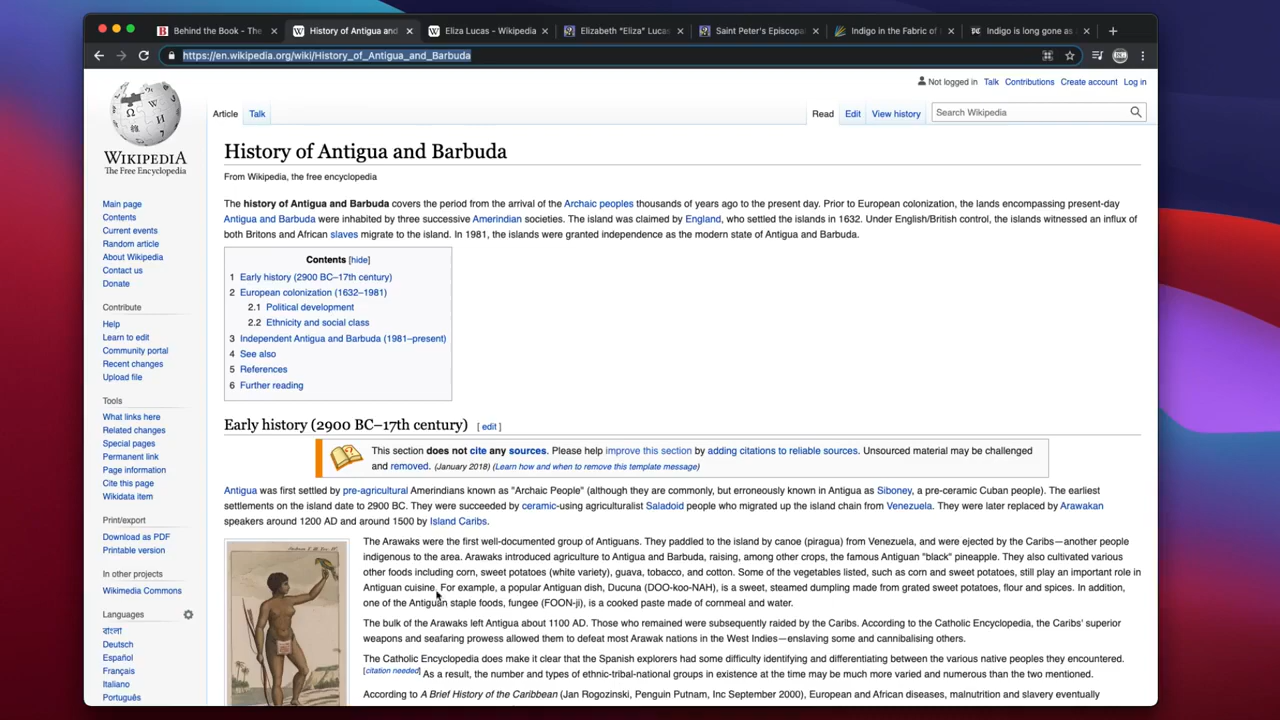 Behind the Book - The
History of Antigua and
Eliza Lucas - Wikipedia
Elizabeth "Eliza" Lucas
Saint Peter's Episcopa
Indigo in the Fabric of
Indigo is long gone as
https://en.wikipedia.org/wiki/History_of_Antigua_and_Barbuda
Not logged in Talk Contributions Create account Log in
Article Talk Read Edit View history Search Wikipedia
WIKIPEDIA
The Free Encyclopedia
Main page
Contents
Current events
Random article
About Wikipedia
Contact us
Donate
Contribute
Help
Learn to edit
Community portal
Recent changes
Upload file
Tools
What links here
Related changes
Special pages
Permanent link
Page information
Cite this page
Wikidata item
Print/export
Download as PDF
Printable version
In other projects
Wikimedia Commons
Languages
বাংলা
Deutsch
Español
Français
Italiano
Português
History of Antigua and Barbuda
From Wikipedia, the free encyclopedia
The history of Antigua and Barbuda covers the period from the arrival of the Archaic peoples thousands of years ago to the present day. Prior to European colonization, the lands encompassing present-day
Antigua and Barbuda were inhabited by three successive Amerindian societies. The island was claimed by England, who settled the islands in 1632. Under English/British control, the islands witnessed an influx of
both Britons and African slaves migrate to the island. In 1981, the islands were granted independence as the modern state of Antigua and Barbuda.
Contents [hide]
1 Early history (2900 BC–17th century)
2 European colonization (1632–1981)
2.1 Political development
2.2 Ethnicity and social class
3 Independent Antigua and Barbuda (1981–present)
4 See also
5 References
6 Further reading
Early history (2900 BC–17th century) [ edit ]
This section does not cite any sources. Please help improve this section by adding citations to reliable sources. Unsourced material may be challenged
and removed. (January 2018) (Learn how and when to remove this template message)
Antigua was first settled by pre-agricultural Amerindians known as "Archaic People" (although they are commonly, but erroneously known in Antigua as Siboney, a pre-ceramic Cuban people). The earliest
settlements on the island date to 2900 BC. They were succeeded by ceramic-using agriculturalist Saladoid people who migrated up the island chain from Venezuela. They were later replaced by Arawakan
speakers around 1200 AD and around 1500 by Island Caribs.
The Arawaks were the first well-documented group of Antiguans. They paddled to the island by canoe (piragua) from Venezuela, and were ejected by the Caribs—another people
indigenous to the area. Arawaks introduced agriculture to Antigua and Barbuda, raising, among other crops, the famous Antiguan "black" pineapple. They also cultivated various
other foods including corn, sweet potatoes (white variety), guava, tobacco, and cotton. Some of the vegetables listed, such as corn and sweet potatoes, still play an important role in
Antiguan cuisine. For example, a popular Antiguan dish, Ducuna (DOO-koo-NAH), is a sweet, steamed dumpling made from grated sweet potatoes, flour and spices. In addition,
one of the Antiguan staple foods, fungee (FOON-ji), is a cooked paste made of cornmeal and water.
The bulk of the Arawaks left Antigua about 1100 AD. Those who remained were subsequently raided by the Caribs. According to the Catholic Encyclopedia, the Caribs' superior
weapons and seafaring prowess allowed them to defeat most Arawak nations in the West Indies—enslaving some and cannibalising others.
The Catholic Encyclopedia does make it clear that the Spanish explorers had some difficulty identifying and differentiating between the various native peoples they encountered.
[citation needed] As a result, the number and types of ethnic-tribal-national groups in existence at the time may be much more varied and numerous than the two mentioned.
According to A Brief History of the Caribbean (Jan Rogozinski, Penguin Putnam, Inc September 2000), European and African diseases, malnutrition and slavery eventually